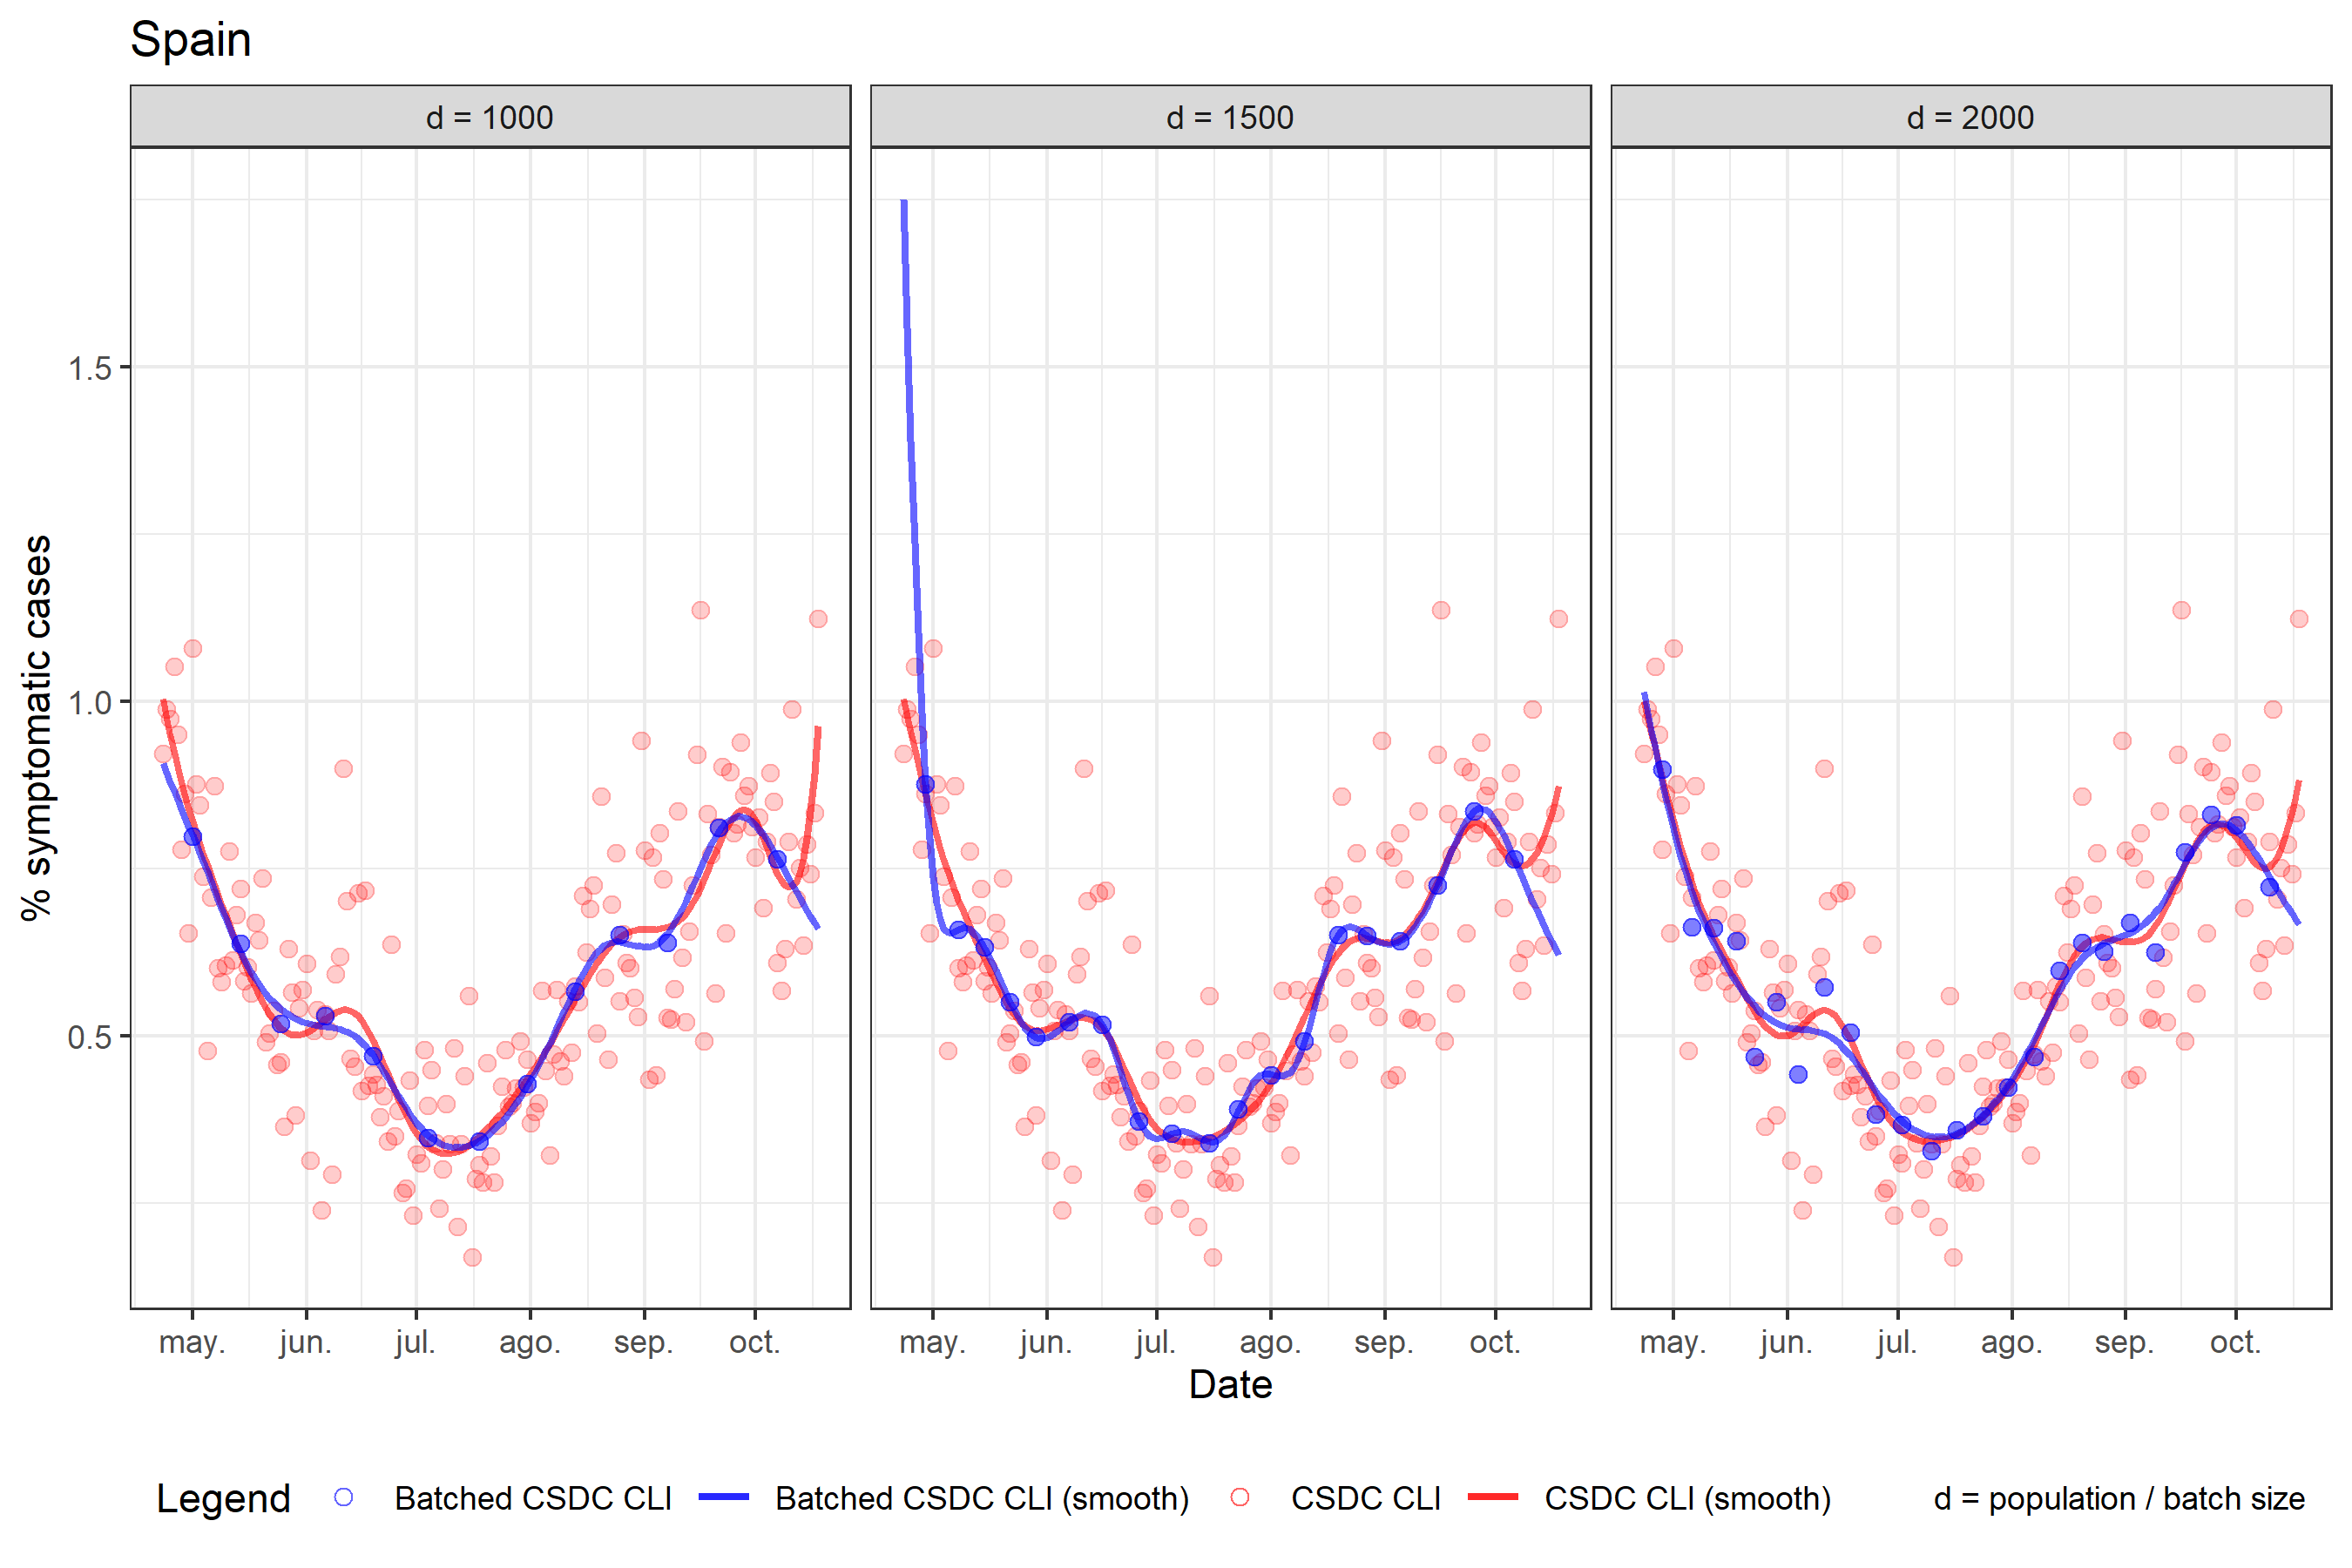 Spain
d = 1000
d = 1500
d = 2000
% symptomatic cases
1.5
1.0
0.5
may. jun. jul. ago. sep. oct.
may. jun. jul. ago. sep. oct.
may. jun. jul. ago. sep. oct.
Date
Legend Batched CSDC CLI Batched CSDC CLI (smooth) CSDC CLI CSDC CLI (smooth) d = population / batch size